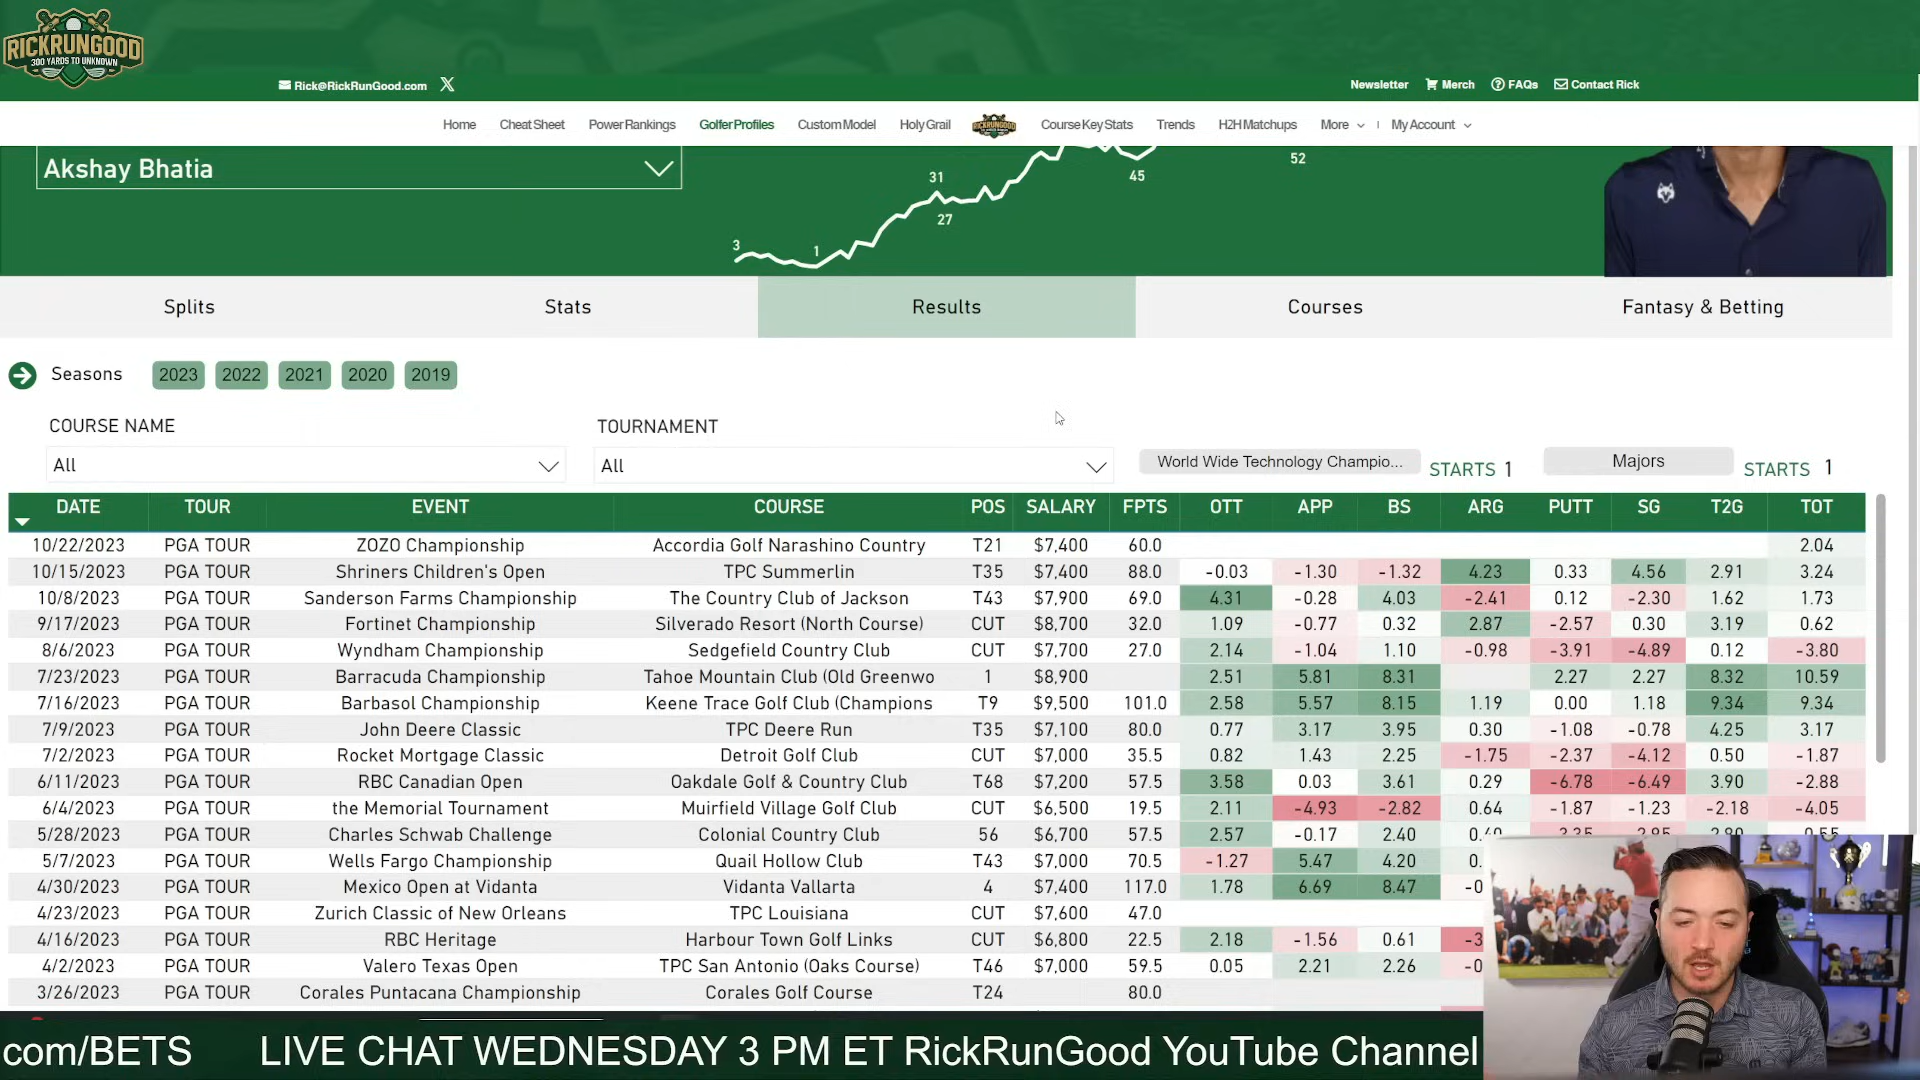 RICKRUNGOOD
300 YARDS TO UNKNOWN
Rick@RickRunGood.com
Newsletter Merch FAQs Contact Rick
Home Cheat Sheet Power Rankings Golfer Profiles Custom Model Holy Grail RICKRUNGOOD Course Key Stats Trends H2H Matchups More My Account
Akshay Bhatia
3 1 31 27 45 52
Splits Stats Results Courses Fantasy & Betting
Seasons 2023 2022 2021 2020 2019
COURSE NAME TOURNAMENT
All All World Wide Technology Champio... STARTS 1 Majors STARTS 1
DATE TOUR EVENT COURSE POS SALARY FPTS OTT APP BS ARG PUTT SG T2G TOT
10/22/2023 PGA TOUR ZOZO Championship Accordia Golf Narashino Country T21 $7,400 60.0 2.04
10/15/2023 PGA TOUR Shriners Children's Open TPC Summerlin T35 $7,400 88.0 -0.03 -1.30 -1.32 4.23 0.33 4.56 2.91 3.24
10/8/2023 PGA TOUR Sanderson Farms Championship The Country Club of Jackson T43 $7,900 69.0 4.31 -0.28 4.03 -2.41 0.12 -2.30 1.62 1.73
9/17/2023 PGA TOUR Fortinet Championship Silverado Resort (North Course) CUT $8,700 32.0 1.09 -0.77 0.32 2.87 -2.57 0.30 3.19 0.62
8/6/2023 PGA TOUR Wyndham Championship Sedgefield Country Club CUT $7,700 27.0 2.14 -1.04 1.10 -0.98 -3.91 -4.89 0.12 -3.80
7/23/2023 PGA TOUR Barracuda Championship Tahoe Mountain Club (Old Greenwo 1 $8,900 2.51 5.81 8.31 2.27 2.27 8.32 10.59
7/16/2023 PGA TOUR Barbasol Championship Keene Trace Golf Club (Champions T9 $9,500 101.0 2.58 5.57 8.15 1.19 0.00 1.18 9.34 9.34
7/9/2023 PGA TOUR John Deere Classic TPC Deere Run T35 $7,100 80.0 0.77 3.17 3.95 0.30 -1.08 -0.78 4.25 3.17
7/2/2023 PGA TOUR Rocket Mortgage Classic Detroit Golf Club CUT $7,000 35.5 0.82 1.43 2.25 -1.75 -2.37 -4.12 0.50 -1.87
6/11/2023 PGA TOUR RBC Canadian Open Oakdale Golf & Country Club T68 $7,200 57.5 3.58 0.03 3.61 0.29 -6.78 -6.49 3.90 -2.88
6/4/2023 PGA TOUR the Memorial Tournament Muirfield Village Golf Club CUT $6,500 19.5 2.11 -4.93 -2.82 0.64 -1.87 -1.23 -2.18 -4.05
5/28/2023 PGA TOUR Charles Schwab Challenge Colonial Country Club 56 $6,700 57.5 2.57 -0.17 2.40
5/7/2023 PGA TOUR Wells Fargo Championship Quail Hollow Club T43 $7,000 70.5 -1.27 5.47 4.20 0.
4/30/2023 PGA TOUR Mexico Open at Vidanta Vidanta Vallarta 4 $7,400 117.0 1.78 6.69 8.47 -0
4/23/2023 PGA TOUR Zurich Classic of New Orleans TPC Louisiana CUT $7,600 47.0
4/16/2023 PGA TOUR RBC Heritage Harbour Town Golf Links CUT $6,800 22.5 2.18 -1.56 0.61 -3
4/2/2023 PGA TOUR Valero Texas Open TPC San Antonio (Oaks Course) T46 $7,000 59.5 0.05 2.21 2.26 -0
3/26/2023 PGA TOUR Corales Puntacana Championship Corales Golf Course T24 80.0
com/BETS LIVE CHAT WEDNESDAY 3 PM ET RickRunGood YouTube Channel